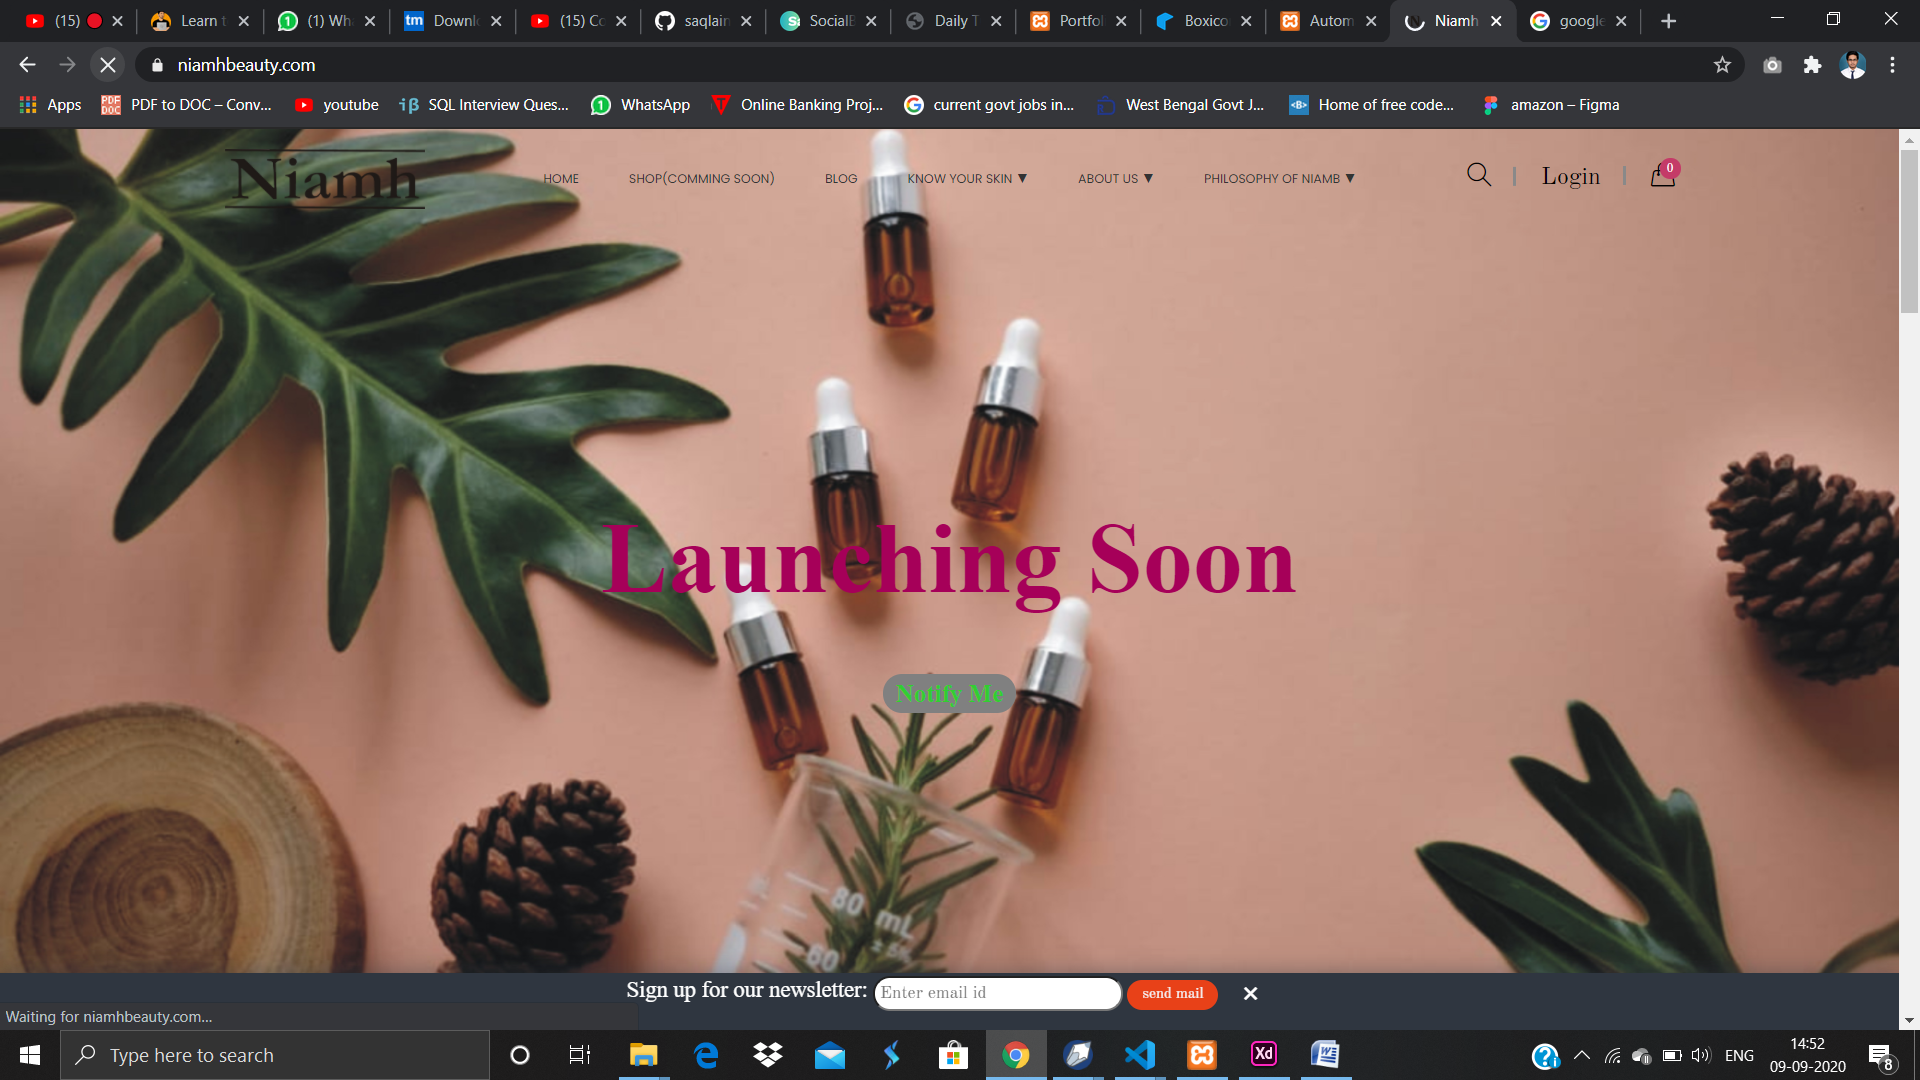 (15)
Learn t
(1) Wh
Downl
(15) Co
saqlain
Social
Daily T
Portfol
Boxico
Autom
Niamh
google
niamhbeauty.com
Apps
PDF to DOC – Conv...
youtube
SQL Interview Ques...
WhatsApp
Online Banking Proj...
current govt jobs in...
West Bengal Govt J...
Home of free code...
amazon – Figma
Niamh
HOME
SHOP(COMMING SOON)
BLOG
KNOW YOUR SKIN ▼
ABOUT US ▼
PHILOSOPHY OF NIAMB ▼
Login
0
Launching Soon
Notify Me
80 mL
± 5%
60
Sign up for our newsletter:
Enter email id
send mail
Waiting for niamhbeauty.com...
Type here to search
ENG
14:52
09-09-2020
8